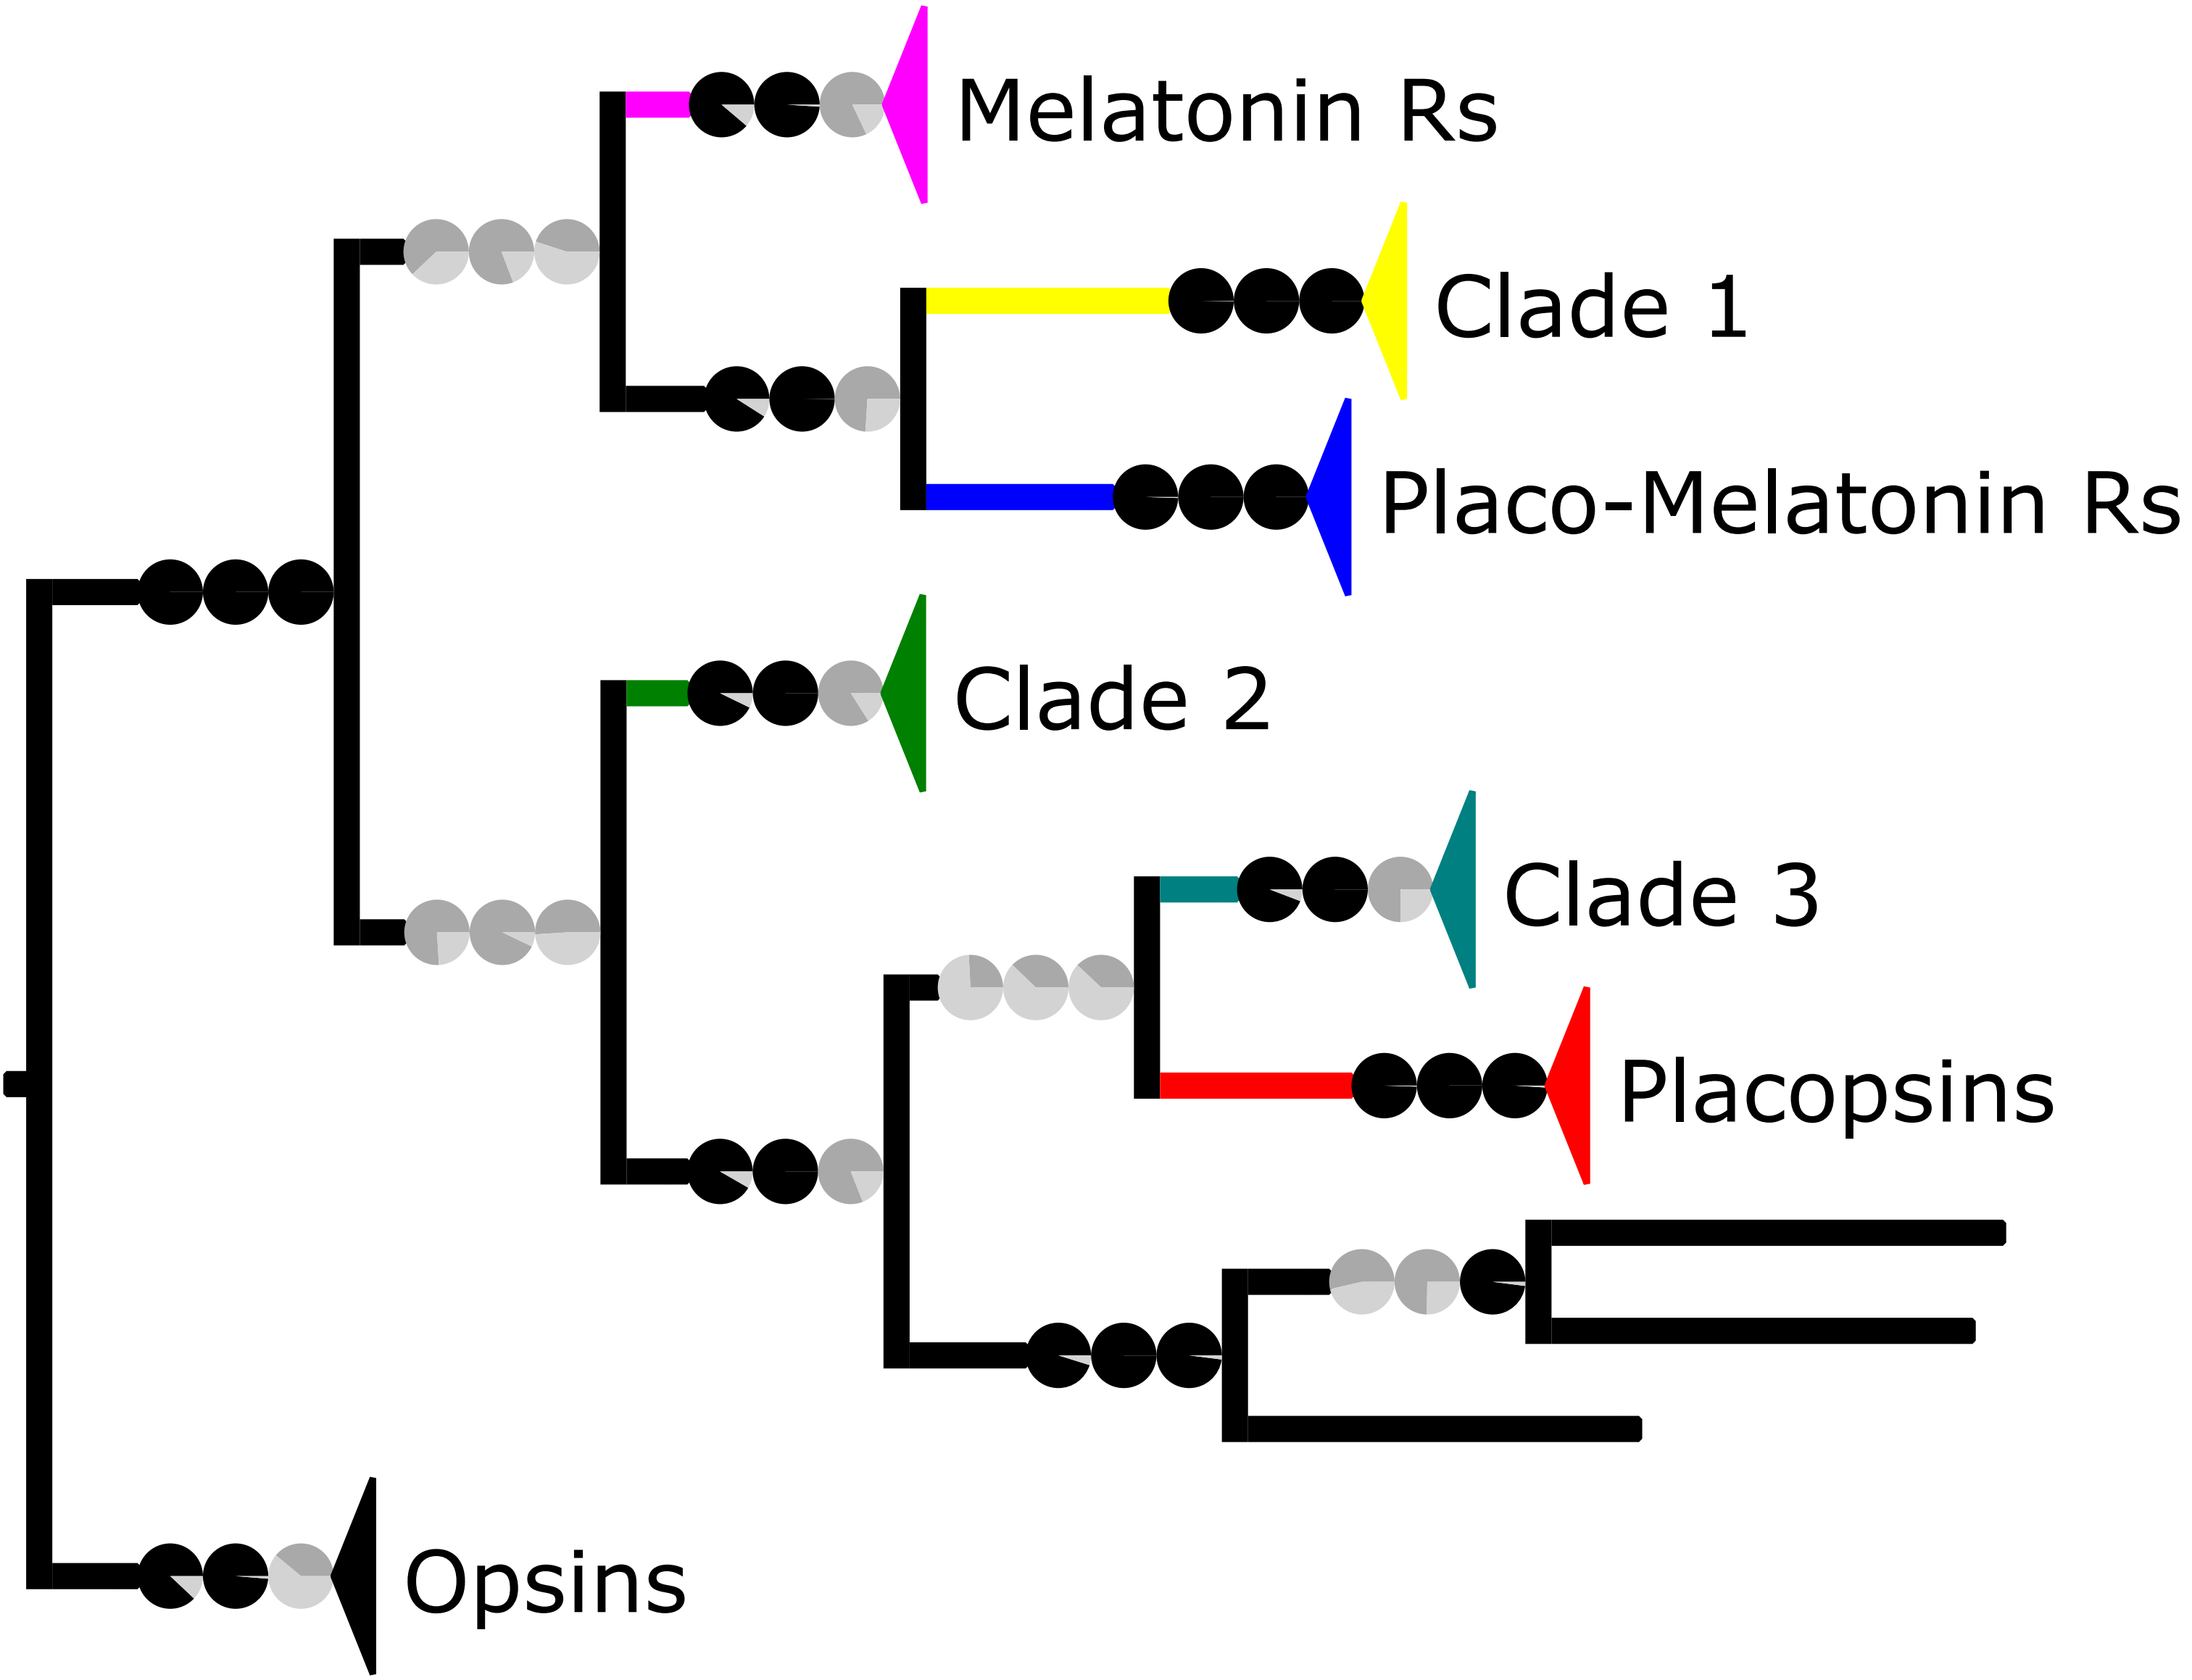 Melatonin Rs
Clade 1
Placo-Melatonin Rs
Clade 2
Clade 3
Placopsins
Opsins